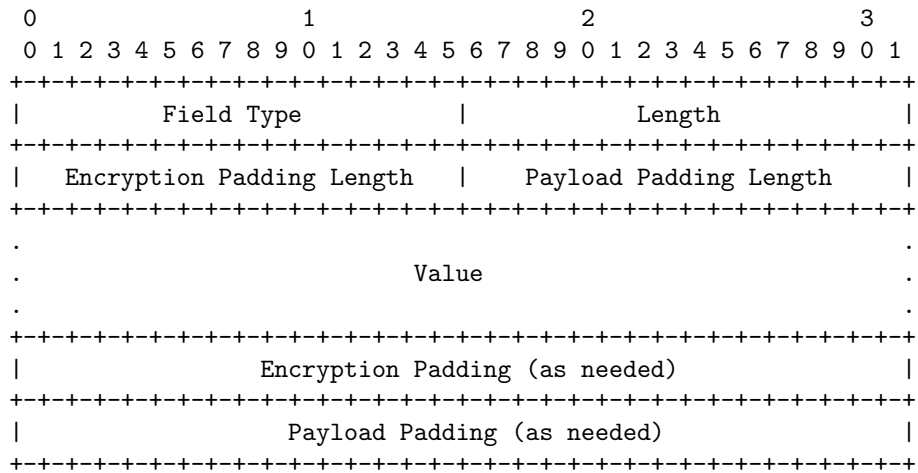 0                   1                   2                   3
0 1 2 3 4 5 6 7 8 9 0 1 2 3 4 5 6 7 8 9 0 1 2 3 4 5 6 7 8 9 0 1
+-+-+-+-+-+-+-+-+-+-+-+-+-+-+-+-+-+-+-+-+-+-+-+-+-+-+-+-+-+-+-+-+
|          Field Type           |            Length             |
+-+-+-+-+-+-+-+-+-+-+-+-+-+-+-+-+-+-+-+-+-+-+-+-+-+-+-+-+-+-+-+-+
|   Encryption Padding Length   |    Payload Padding Length     |
+-+-+-+-+-+-+-+-+-+-+-+-+-+-+-+-+-+-+-+-+-+-+-+-+-+-+-+-+-+-+-+-+
.                                                               .
.                            Value                              .
.                                                               .
+-+-+-+-+-+-+-+-+-+-+-+-+-+-+-+-+-+-+-+-+-+-+-+-+-+-+-+-+-+-+-+-+
|                 Encryption Padding (as needed)                |
+-+-+-+-+-+-+-+-+-+-+-+-+-+-+-+-+-+-+-+-+-+-+-+-+-+-+-+-+-+-+-+-+
|                   Payload Padding (as needed)                 |
+-+-+-+-+-+-+-+-+-+-+-+-+-+-+-+-+-+-+-+-+-+-+-+-+-+-+-+-+-+-+-+-+